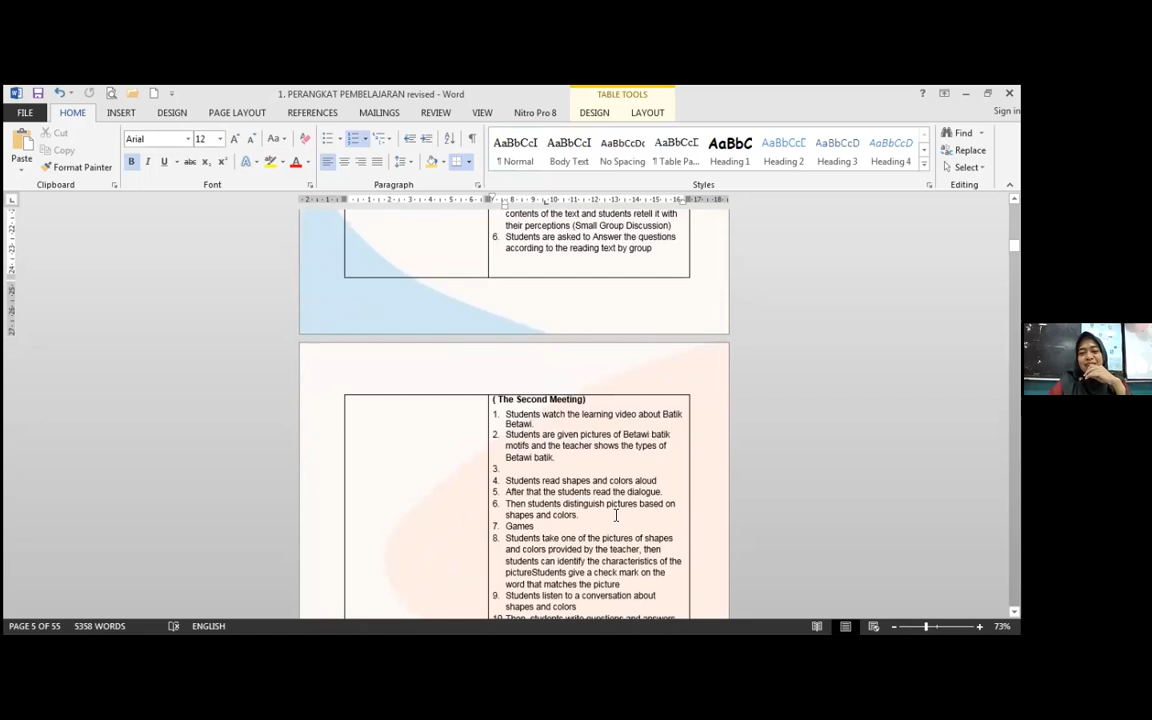 1. PERANGKAT PEMBELAJARAN revised - Word
TABLE TOOLS
Sign in
FILE HOME INSERT DESIGN PAGE LAYOUT REFERENCES MAILINGS REVIEW VIEW Nitro Pro 8 DESIGN LAYOUT
Paste
Cut
Copy
Format Painter
Clipboard
Arial 12
Font
Paragraph
AaBbCcI AaBbCcI AaBbCcDc AaBbCcDc AaBbC AaBbCcI AaBbCcI AaBbCcI
¶ Normal Body Text No Spacing ¶ Table Pa... Heading 1 Heading 2 Heading 3 Heading 4
Styles
Find
Replace
Select
Editing
contents of the text and students retell it with
their perceptions (Small Group Discussion)
6. Students are asked to Answer the questions
according to the reading text by group
( The Second Meeting)
1. Students watch the learning video about Batik
Betawi.
2. Students are given pictures of Betawi batik
motifs and the teacher shows the types of
Betawi batik.
3.
4. Students read shapes and colors aloud
5. After that the students read the dialogue.
6. Then students distinguish pictures based on
shapes and colors.
7. Games
8. Students take one of the pictures of shapes
and colors provided by the teacher, then
students can identify the characteristics of the
pictureStudents give a check mark on the
word that matches the picture
9. Students listen to a conversation about
shapes and colors
10. Then, students write questions and answers
PAGE 5 OF 55 5358 WORDS ENGLISH 73%